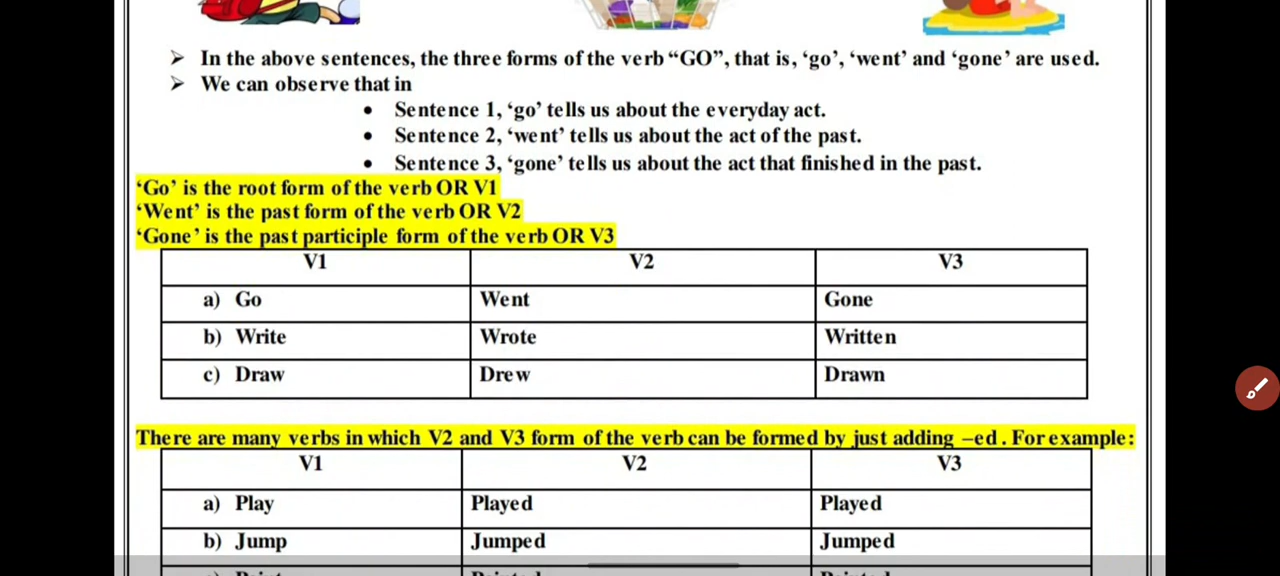 ➢ In the above sentences, the three forms of the verb “GO”, that is, ‘go’, ‘went’ and ‘gone’ are used.
➢ We can observe that in
• Sentence 1, ‘go’ tells us about the everyday act.
• Sentence 2, ‘went’ tells us about the act of the past.
• Sentence 3, ‘gone’ tells us about the act that finished in the past.
‘Go’ is the root form of the verb OR V1
‘Went’ is the past form of the verb OR V2
‘Gone’ is the past participle form of the verb OR V3
V1 V2 V3
a) Go Went Gone
b) Write Wrote Written
c) Draw Drew Drawn
There are many verbs in which V2 and V3 form of the verb can be formed by just adding –ed. For example:
V1 V2 V3
a) Play Played Played
b) Jump Jumped Jumped